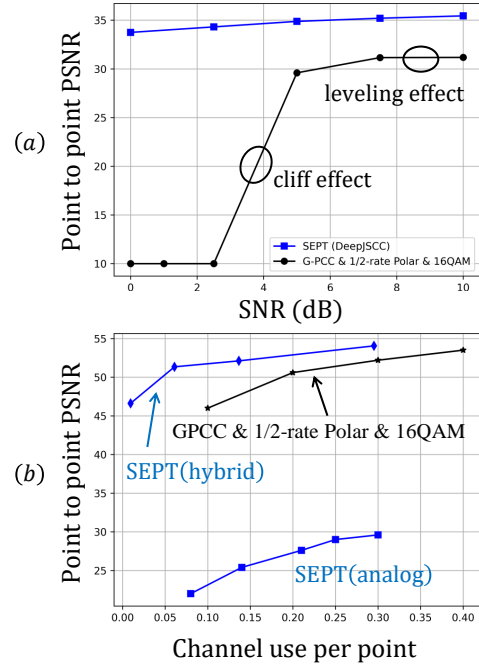 (a)
Point to point PSNR
35
30
25
20
15
10
leveling effect
cliff effect
SEPT (DeepJSCC)
G-PCC & 1/2-rate Polar & 16QAM
0 2 4 6 8 10
SNR (dB)
(b)
Point to point PSNR
55
50
45
40
35
30
25
GPCC & 1/2-rate Polar & 16QAM
SEPT(hybrid)
SEPT(analog)
0.00 0.05 0.10 0.15 0.20 0.25 0.30 0.35 0.40
Channel use per point